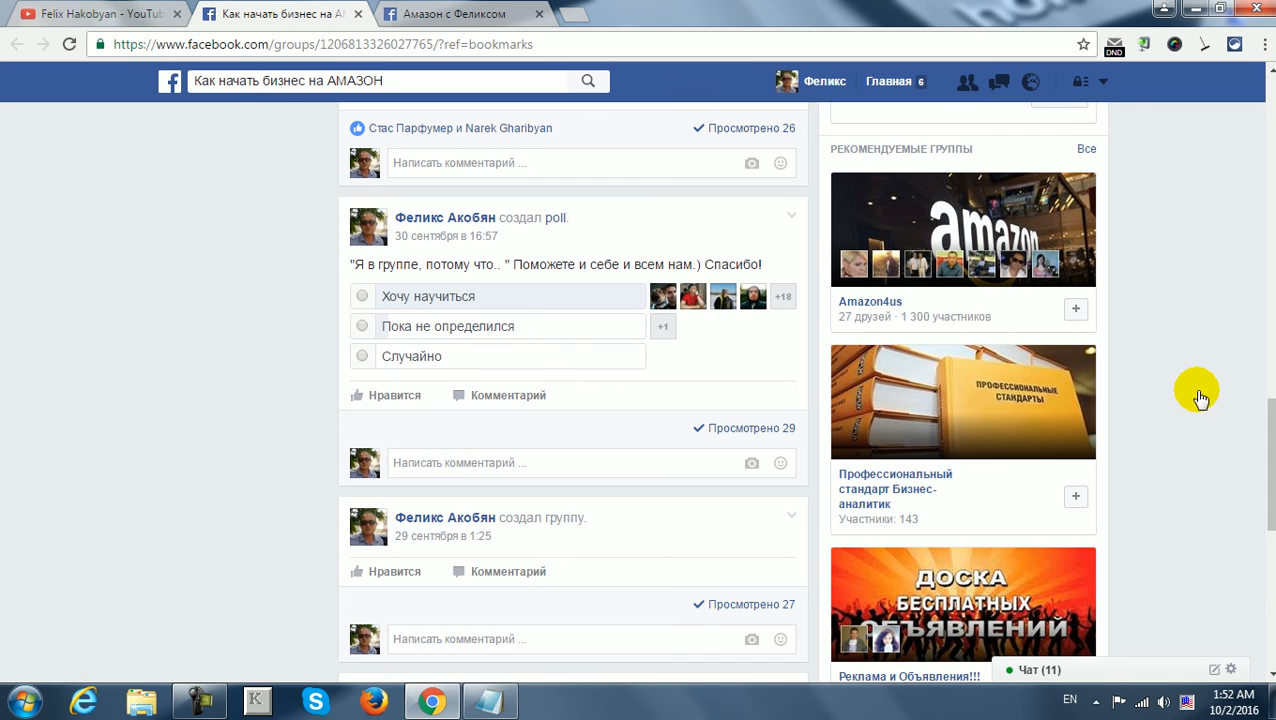 Felix Hakobyan - YouTub
Как начать бизнес на А
Амазон с Феликсом
https://www.facebook.com/groups/1206813326027765/?ref=bookmarks
DND
Как начать бизнес на АМАЗОН
Феликс
Главная 6
Стас Парфумер и Narek Gharibyan
Просмотрено 26
Написать комментарий ...
Феликс Акобян создал poll.
30 сентября в 16:57
"Я в группе, потому что.. " Поможете и себе и всем нам.) Спасибо!
Хочу научиться
+18
Пока не определился
+1
Случайно
Нравится
Комментарий
Просмотрено 29
Написать комментарий ...
Феликс Акобян создал группу.
29 сентября в 1:25
Нравится
Комментарий
Просмотрено 27
Написать комментарий ...
РЕКОМЕНДУЕМЫЕ ГРУППЫ
Все
amazon
Amazon4us
27 друзей · 1 300 участников
ПРОФЕССИОНАЛЬНЫЕ
СТАНДАРТЫ
Профессиональный
стандарт Бизнес-
аналитик
Участники: 143
ДОСКА
БЕСПЛАТНЫХ
ОБЪЯВЛЕНИЙ
Реклама и Объявления!!!
Чат (11)
EN
1:52 AM
10/2/2016